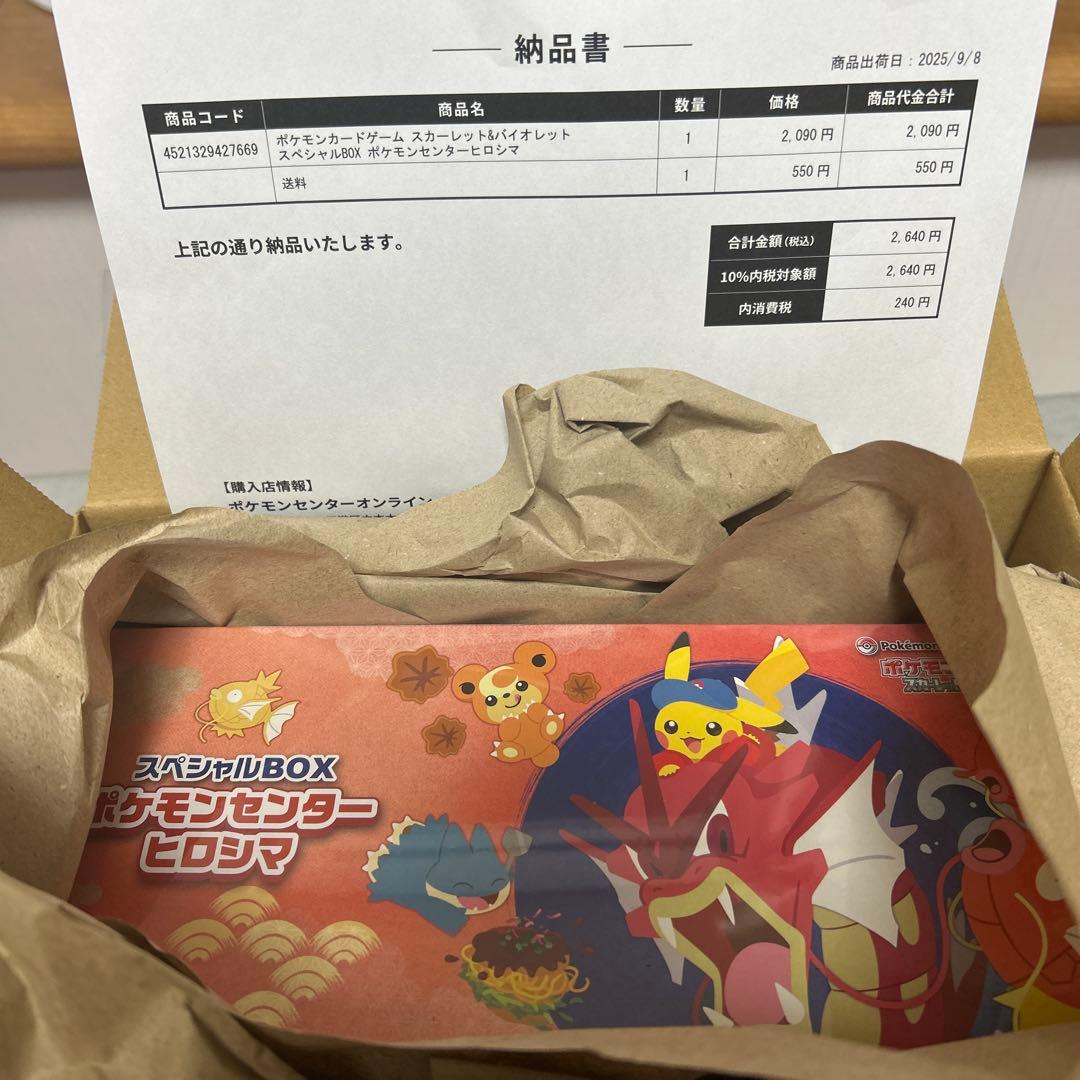 納品書
商品出荷日：2025/9/8
商品コード 商品名 数量 価格 商品代金合計
4521329427669 ポケモンカードゲーム スカーレット&バイオレット 1 2,090 円 2,090 円
スペシャルBOX ポケモンセンターヒロシマ
送料 1 550 円 550 円
上記の通り納品いたします。
合計金額(税込) 2,640 円
10%内税対象額 2,640 円
内消費税 240 円
【購入店情報】
ポケモンセンターオンライン
Pokémon
ポケモ
スカーレッ
スペシャルBOX
ポケモンセンター
ヒロシマ